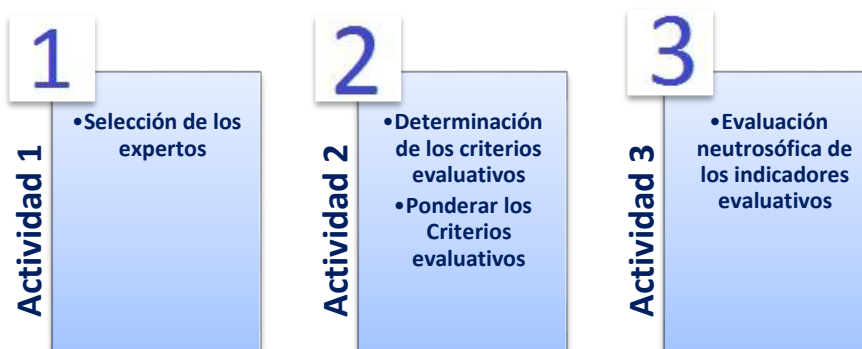 1
Actividad 1
•Selección de los
expertos
2
Actividad 2
•Determinación
de los criterios
evaluativos
•Ponderar los
Criterios
evaluativos
3
Actividad 3
•Evaluación
neutrosófica de
los indicadores
evaluativos